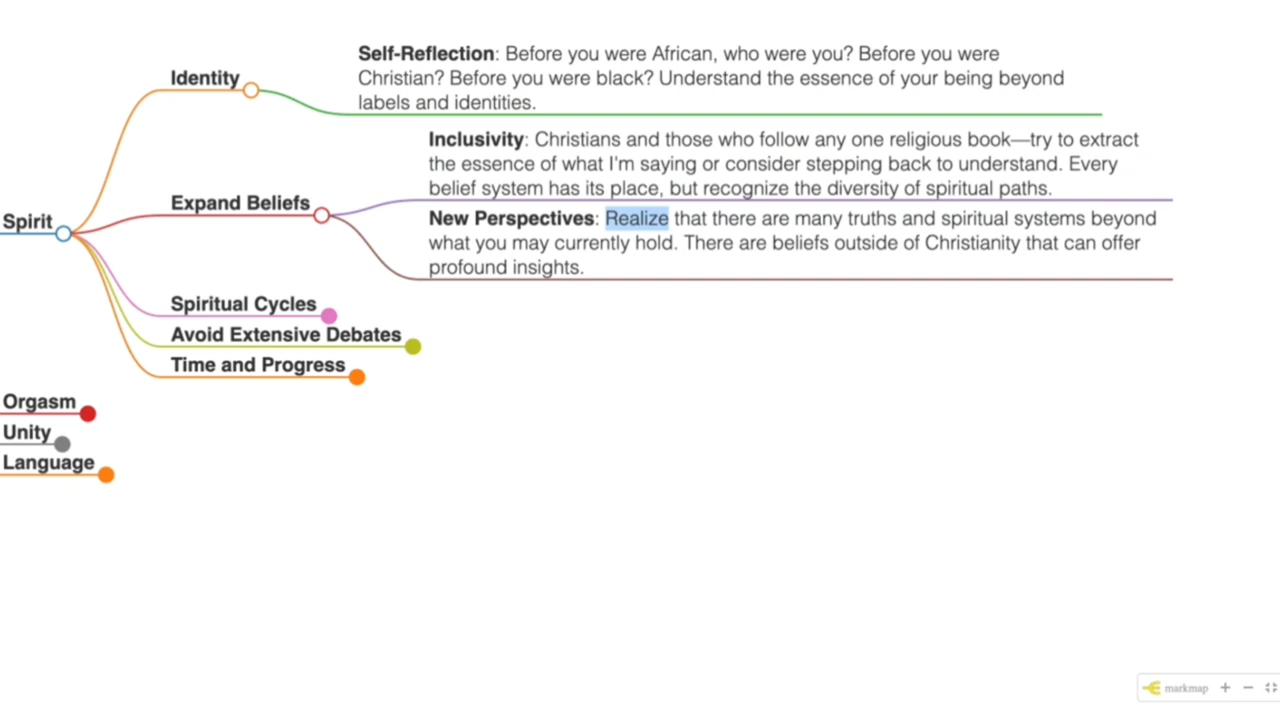 Identity
Self-Reflection: Before you were African, who were you? Before you were
Christian? Before you were black? Understand the essence of your being beyond
labels and identities.
Spirit
Expand Beliefs
Inclusivity: Christians and those who follow any one religious book—try to extract
the essence of what I'm saying or consider stepping back to understand. Every
belief system has its place, but recognize the diversity of spiritual paths.
New Perspectives: Realize that there are many truths and spiritual systems beyond
what you may currently hold. There are beliefs outside of Christianity that can offer
profound insights.
Spiritual Cycles
Avoid Extensive Debates
Time and Progress
Orgasm
Unity
Language
markmap